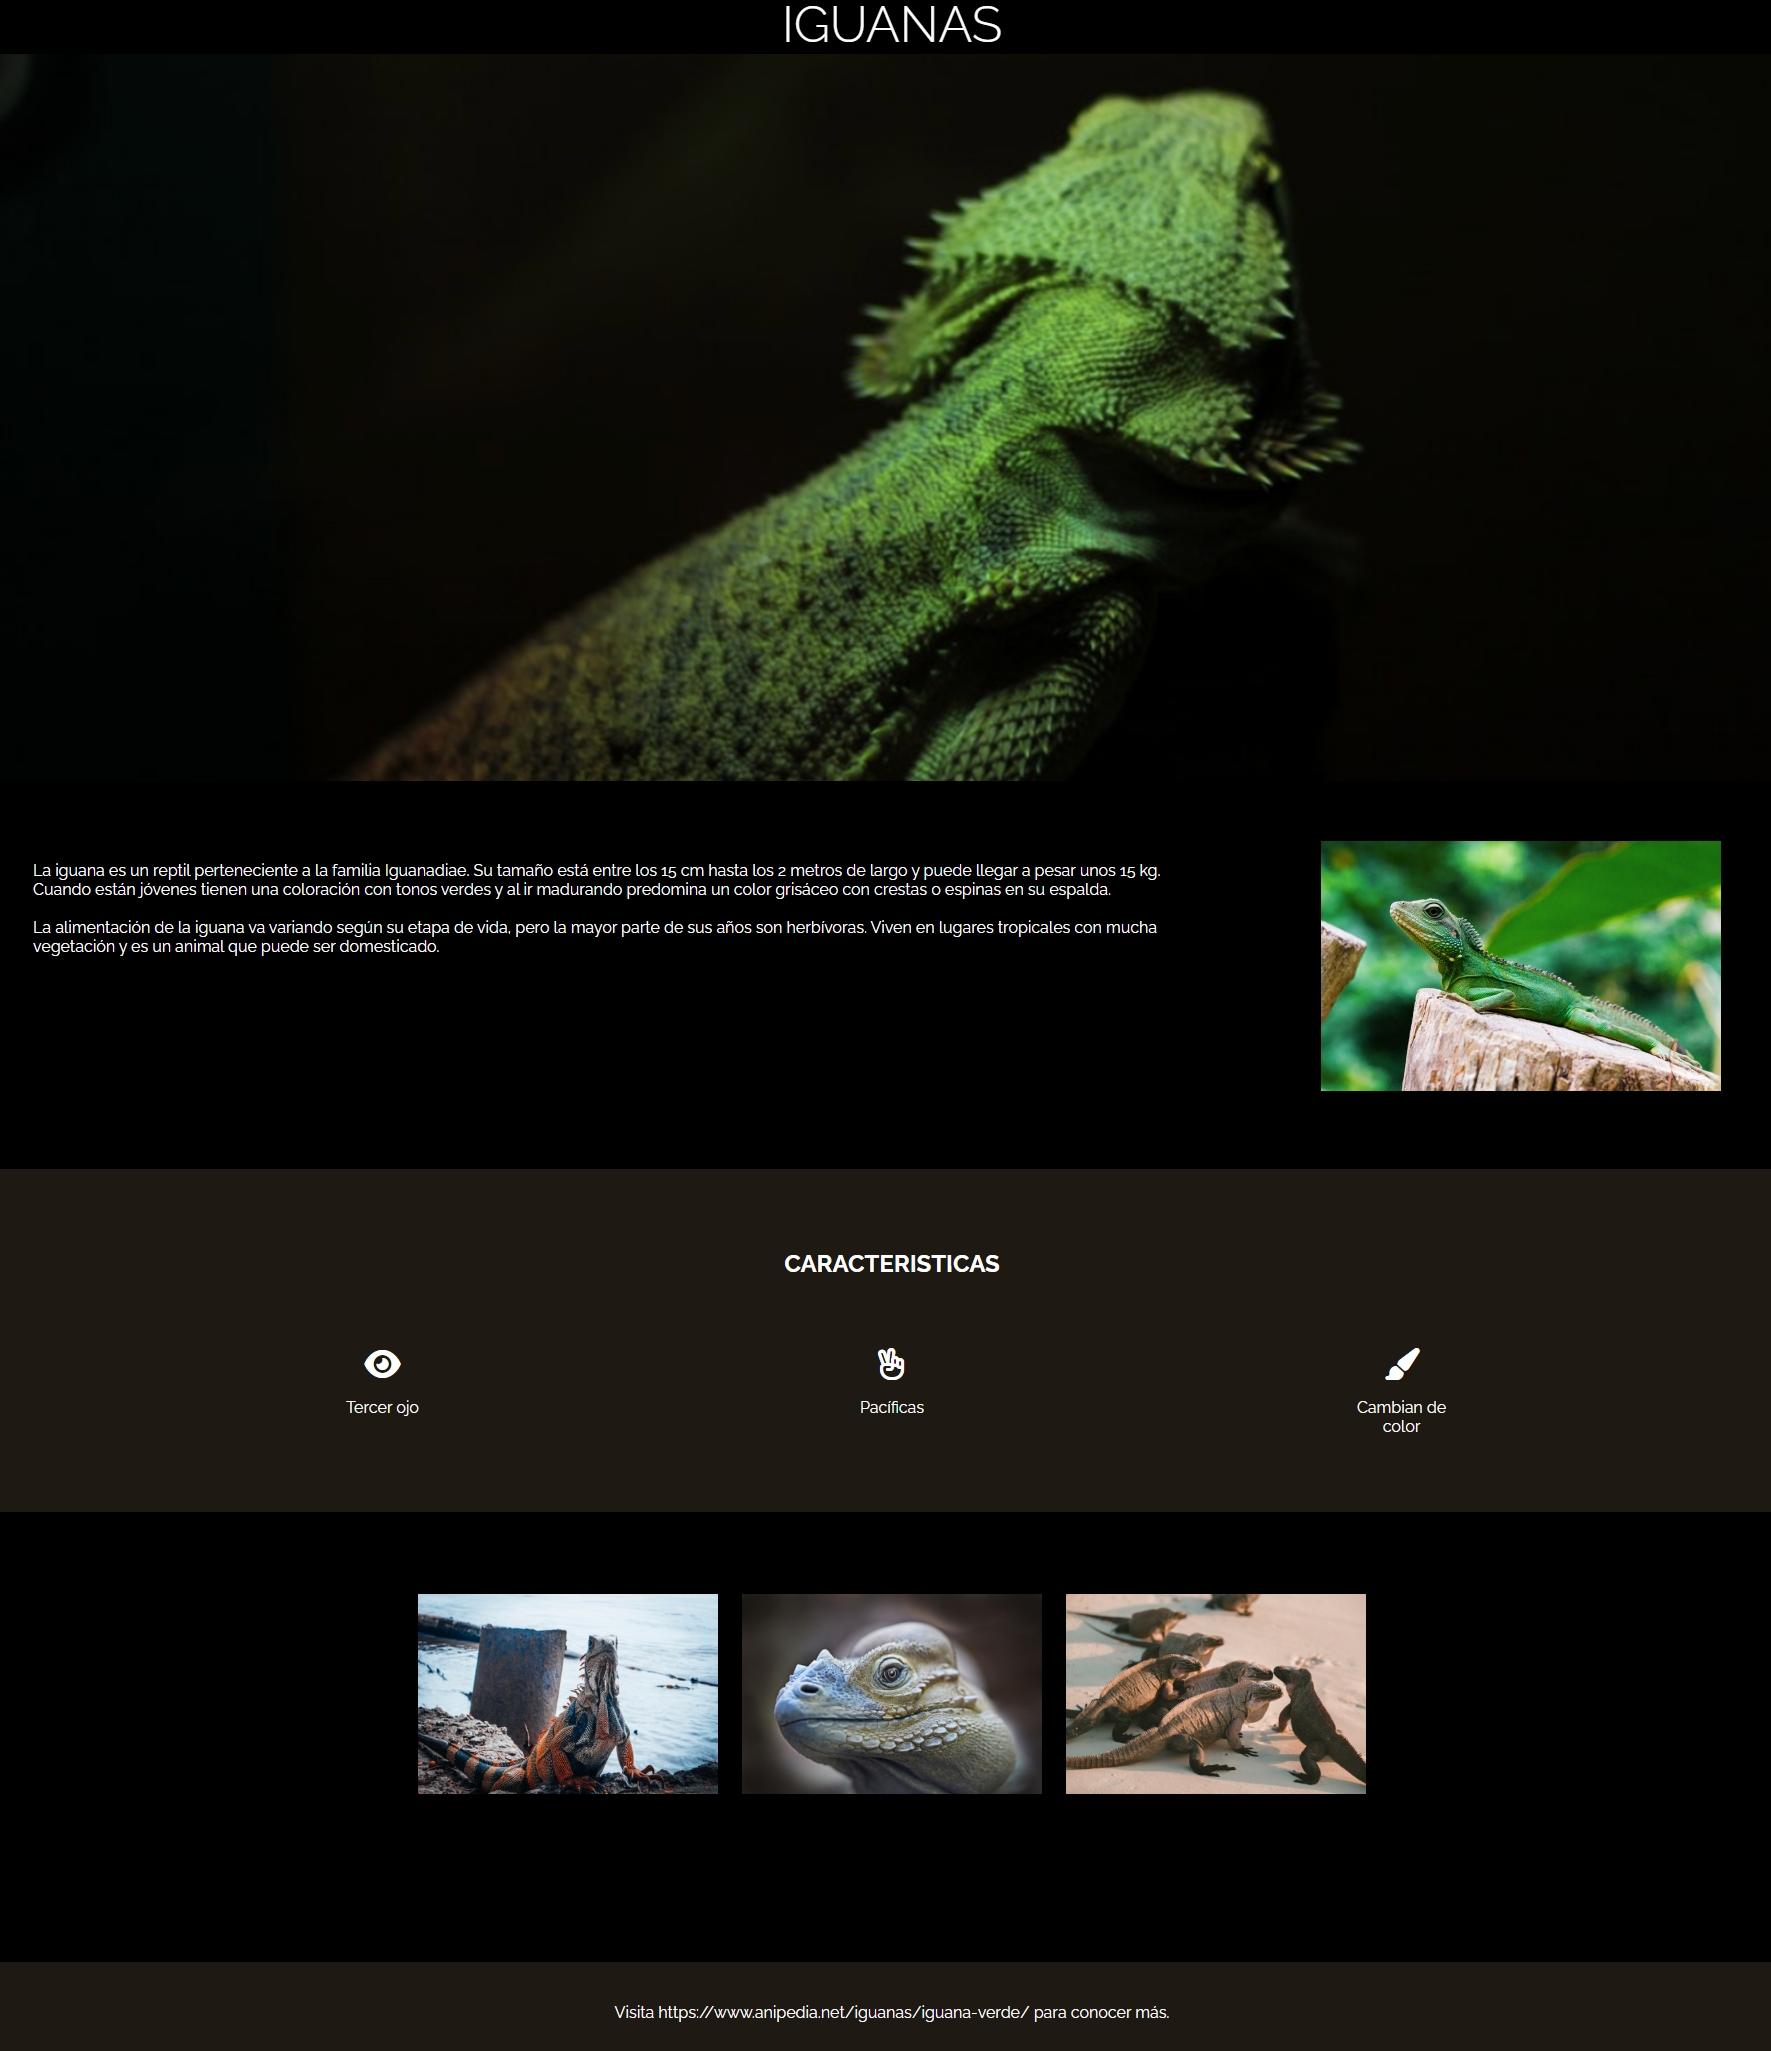 IGUANAS
La iguana es un reptil perteneciente a la familia Iguanadiae. Su tamaño está entre los 15 cm hasta los 2 metros de largo y puede llegar a pesar unos 15 kg.
Cuando están jóvenes tienen una coloración con tonos verdes y al ir madurando predomina un color grisáceo con crestas o espinas en su espalda.
La alimentación de la iguana va variando según su etapa de vida, pero la mayor parte de sus años son herbívoras. Viven en lugares tropicales con mucha
vegetación y es un animal que puede ser domesticado.
CARACTERISTICAS
Tercer ojo
Pacíficas
Cambian de
color
Visita https://www.anipedia.net/iguanas/iguana-verde/ para conocer más.